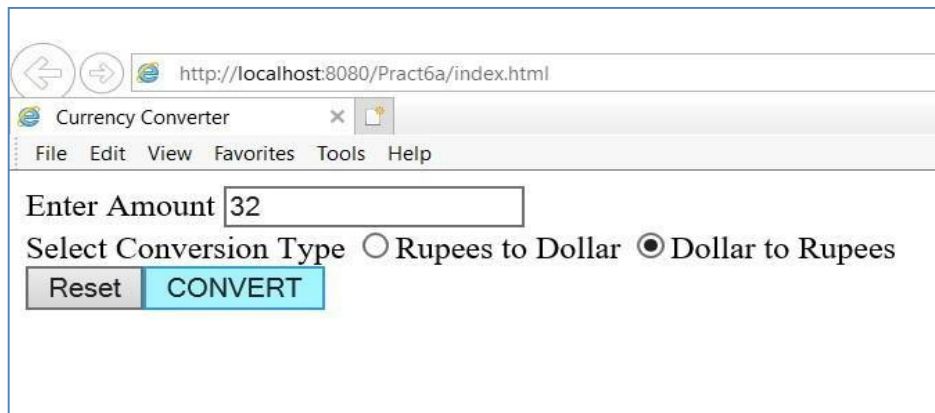 http://localhost:8080/Pract6a/index.html
Currency Converter
File Edit View Favorites Tools Help
Enter Amount 32
Select Conversion Type Rupees to Dollar Dollar to Rupees
Reset CONVERT